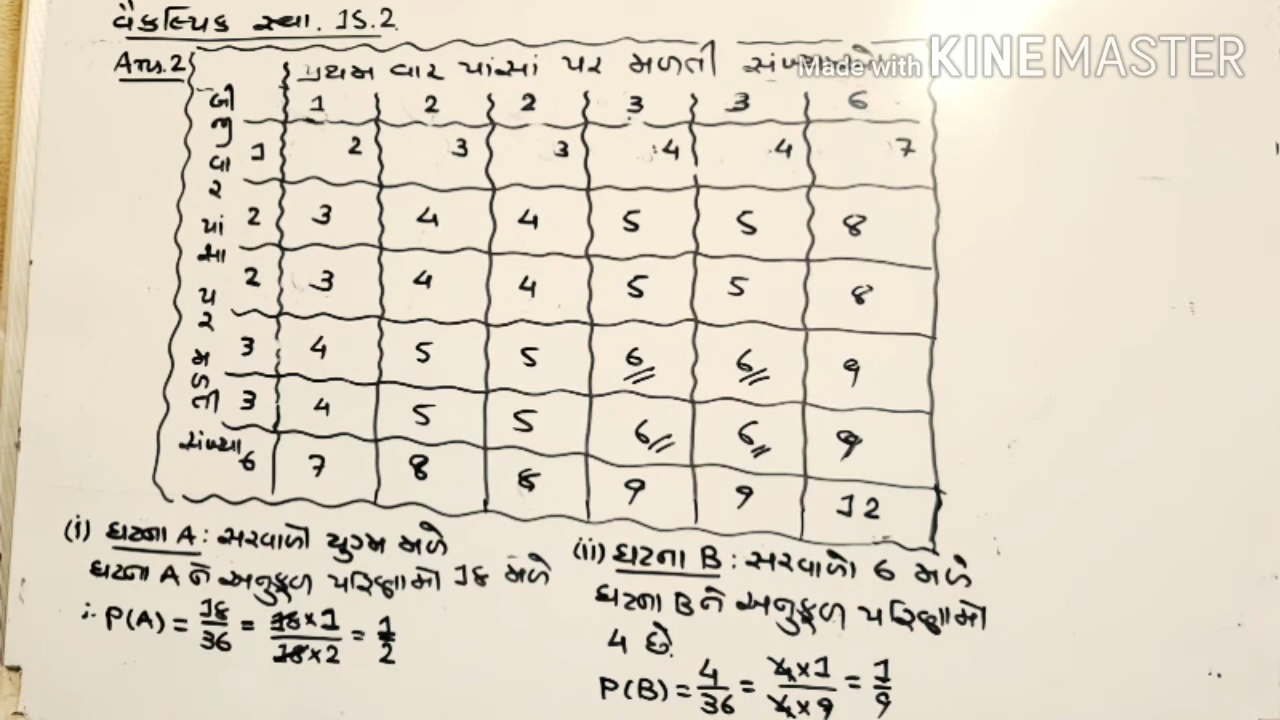 વૈકલ્પિક સ્વા. 15.2
Made with KINEMASTER
Ans.2 પ્રથમ વાર પાંસાં પર મળતી
બીજીવાર પાંસા પર મળતી સંખ્યા
1 2 2 3 3 6
1 2 3 3 4 4 7
2 3 4 4 5 5 8
2 3 4 4 5 5 8
3 4 5 5 6 6 9
3 4 5 5 6 6 9
6 7 8 8 9 9 12
(i) ઘટના A : સરવાળો યુગ્મ મળે
ઘટના A ને અનુકૂળ પરિણામો 18 મળે
∴ P(A) = 18/36 = 18×1/18×2 = 1/2
(ii) ઘટના B : સરવાળો 6 મળે
ઘટના B ને અનુકૂળ પરિણામો
4 છે.
P(B) = 4/36 = 4×1/4×9 = 1/9